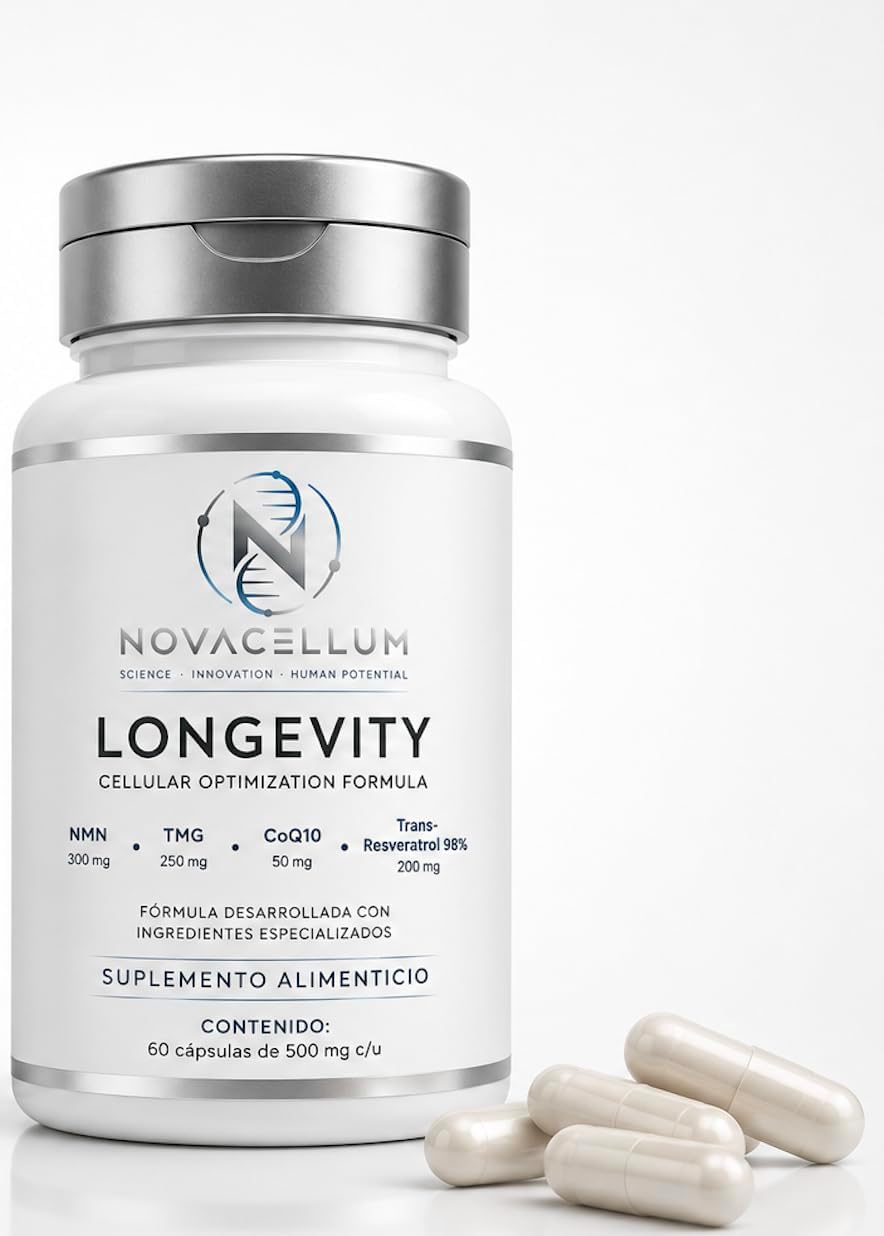 NOVACELLUM
SCIENCE · INNOVATION · HUMAN POTENTIAL
LONGEVITY
CELLULAR OPTIMIZATION FORMULA
NMN
300 mg
•
TMG
250 mg
•
CoQ10
50 mg
•
Trans-
Resveratrol 98%
200 mg
FÓRMULA DESARROLLADA CON
INGREDIENTES ESPECIALIZADOS
SUPLEMENTO ALIMENTICIO
CONTENIDO:
60 cápsulas de 500 mg c/u